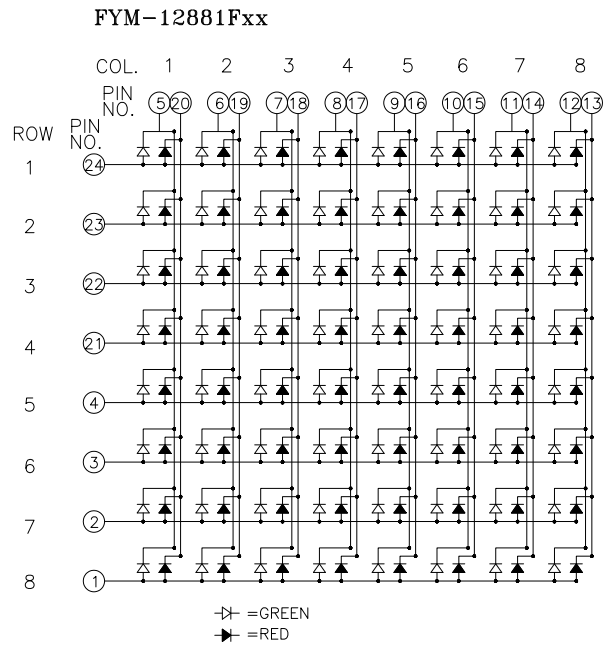 FYM-12881Fxx
COL. 1 2 3 4 5 6 7 8
PIN NO. 5 20 6 19 7 18 8 17 9 16 10 15 11 14 12 13
ROW PIN NO.
1 24
2 23
3 22
4 21
5 4
6 3
7 2
8 1
=GREEN
=RED